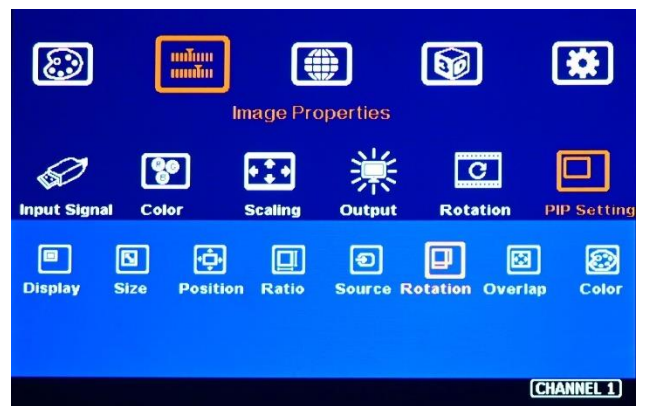 3D
Image Properties
R G
B
Input Signal Color Scaling Output Rotation PIP Setting
Display Size Position Ratio Source Rotation Overlap Color
CHANNEL 1